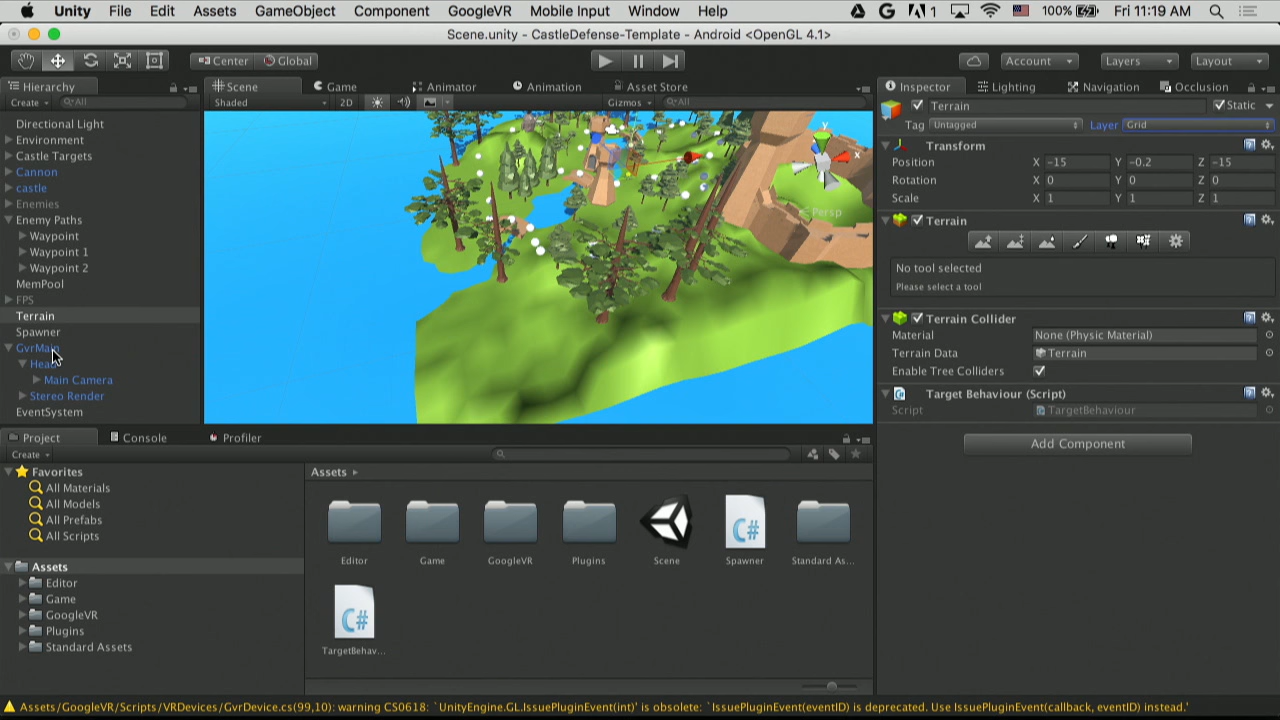 Unity File Edit Assets GameObject Component GoogleVR Mobile Input Window Help 1 100% Fri 11:19 AM
Scene.unity - CastleDefense-Template - Android <OpenGL 4.1>
Center Global Account Layers Layout
Hierarchy Scene Game Animator Animation Asset Store Inspector Lighting Navigation Occlusion
Create All Shaded 2D Gizmos All Terrain Static
Tag Untagged Layer Grid
Directional Light
Environment
Castle Targets
Cannon
castle
Enemies
Enemy Paths
Waypoint
Waypoint 1
Waypoint 2
MemPool
FPS
Terrain
Spawner
GvrMain
Head
Main Camera
Stereo Render
EventSystem
y
x
Persp
Transform
Position X -15 Y -0.2 Z -15
Rotation X 0 Y 0 Z 0
Scale X 1 Y 1 Z 1
Terrain
No tool selected
Please select a tool
Terrain Collider
Material None (Physic Material)
Terrain Data Terrain
Enable Tree Colliders
Target Behaviour (Script)
Script TargetBehaviour
Add Component
Project Console Profiler
Create
Favorites
All Materials
All Models
All Prefabs
All Scripts
Assets
Editor
Game
GoogleVR
Plugins
Standard Assets
Assets
Editor Game GoogleVR Plugins Scene Spawner Standard As...
C#
C#
TargetBehav...
Assets/GoogleVR/Scripts/VRDevices/GvrDevice.cs(99,10): warning CS0618: `UnityEngine.GL.IssuePluginEvent(int)' is obsolete: `IssuePluginEvent(eventID) is deprecated. Use IssuePluginEvent(callback, eventID) instead.'